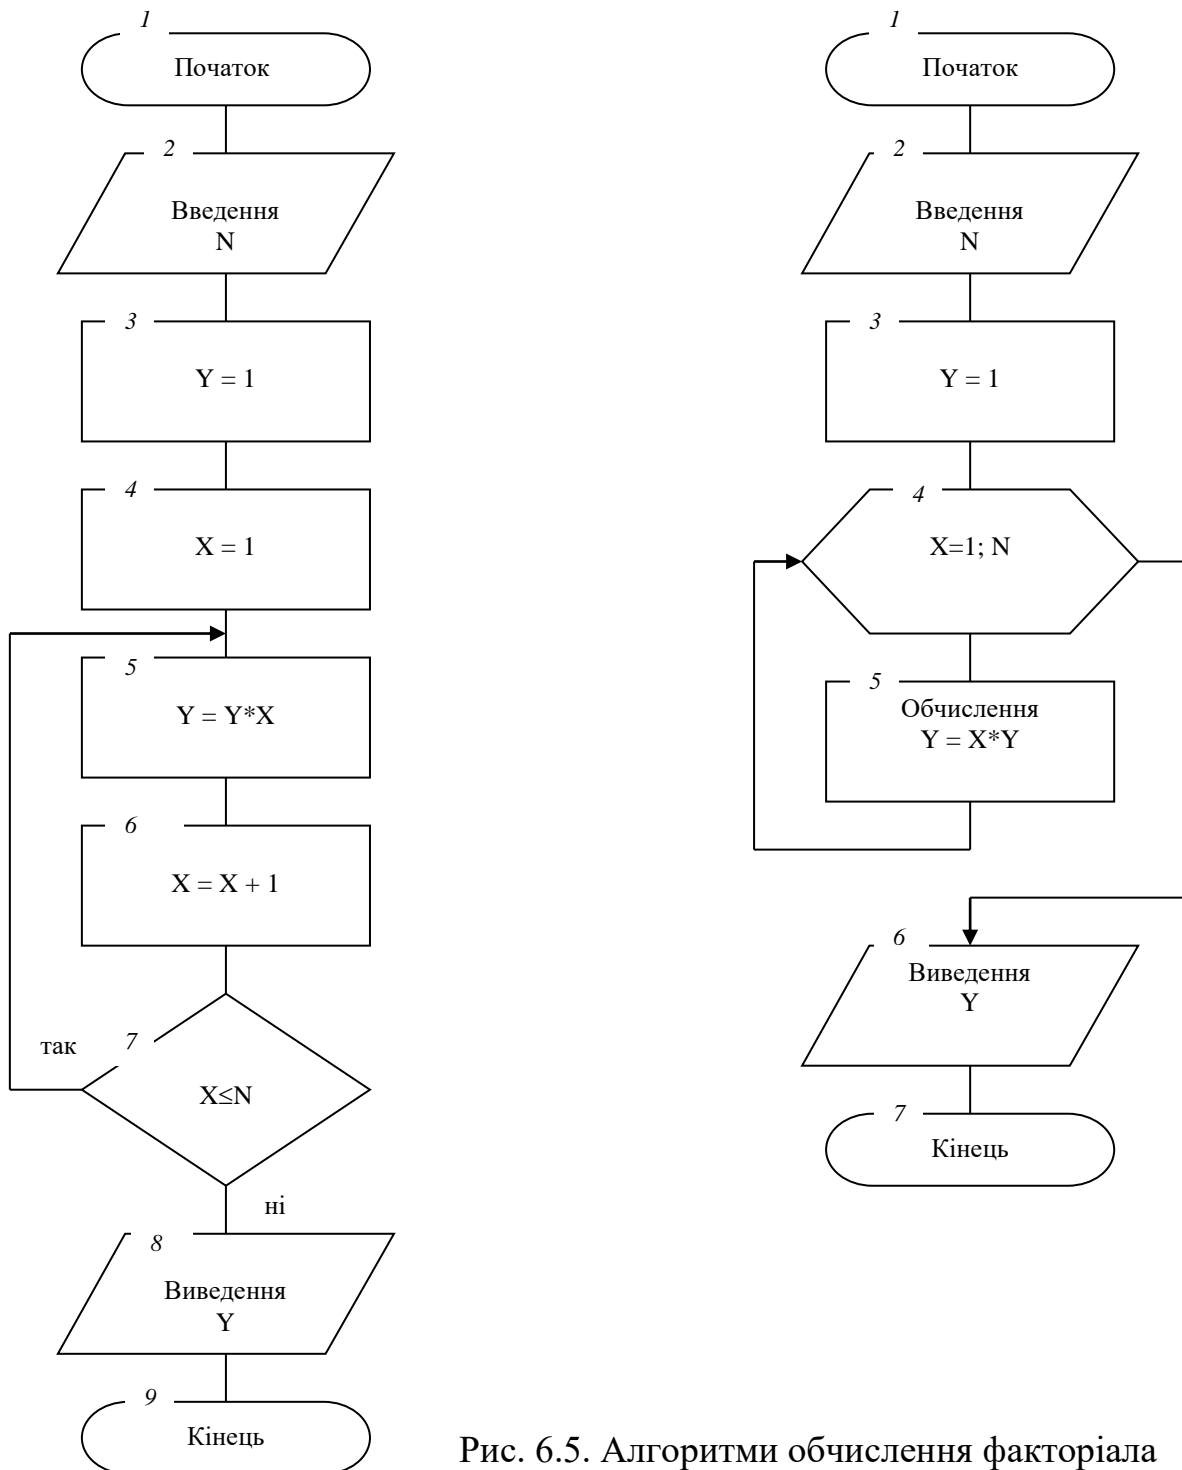 1
Початок
2
Введення
N
3
Y = 1
4
X = 1
5
Y = Y*X
6
X = X + 1
7
так
X≤N
ні
8
Виведення
Y
9
Кінець
1
Початок
2
Введення
N
3
Y = 1
4
X=1; N
5
Обчислення
Y = X*Y
6
Виведення
Y
7
Кінець
Рис. 6.5. Алгоритми обчислення факторіала